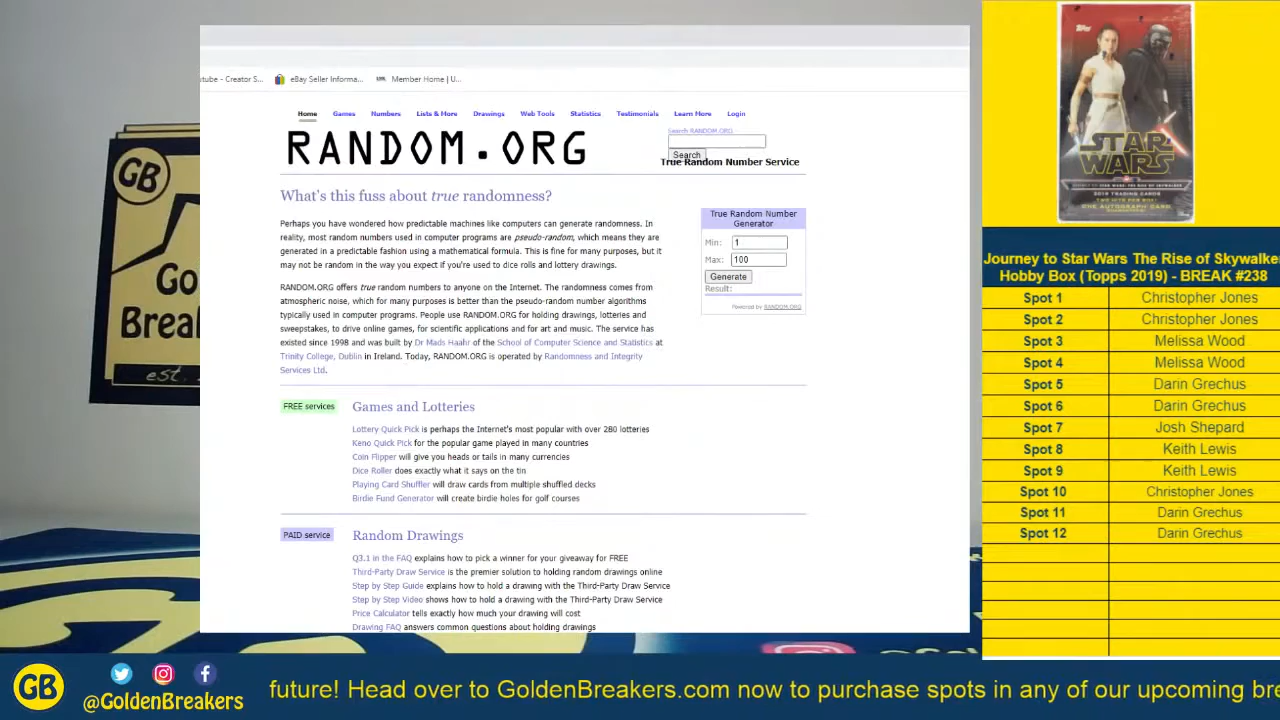 tube - Creator S... eBay Seller Informa... Member Home | U...
Home Games Numbers Lists & More Drawings Web Tools Statistics Testimonials Learn More Login
RANDOM.ORG
Search RANDOM.ORG
Search
True Random Number Service
What's this fuss about true randomness?
Perhaps you have wondered how predictable machines like computers can generate randomness. In
reality, most random numbers used in computer programs are pseudo-random, which means they are
generated in a predictable fashion using a mathematical formula. This is fine for many purposes, but it
may not be random in the way you expect if you're used to dice rolls and lottery drawings.
RANDOM.ORG offers true random numbers to anyone on the Internet. The randomness comes from
atmospheric noise, which for many purposes is better than the pseudo-random number algorithms
typically used in computer programs. People use RANDOM.ORG for holding drawings, lotteries and
sweepstakes, to drive online games, for scientific applications and for art and music. The service has
existed since 1998 and was built by Dr Mads Haahr of the School of Computer Science and Statistics at
Trinity College, Dublin in Ireland. Today, RANDOM.ORG is operated by Randomness and Integrity
Services Ltd.
True Random Number
Generator
Min: 1
Max: 100
Generate
Result:
Powered by RANDOM.ORG
FREE services
Games and Lotteries
Lottery Quick Pick is perhaps the Internet's most popular with over 280 lotteries
Keno Quick Pick for the popular game played in many countries
Coin Flipper will give you heads or tails in many currencies
Dice Roller does exactly what it says on the tin
Playing Card Shuffler will draw cards from multiple shuffled decks
Birdie Fund Generator will create birdie holes for golf courses
PAID service
Random Drawings
Q3.1 in the FAQ explains how to pick a winner for your giveaway for FREE
Third-Party Draw Service is the premier solution to holding random drawings online
Step by Step Guide explains how to hold a drawing with the Third-Party Draw Service
Step by Step Video shows how to hold a drawing with the Third-Party Draw Service
Price Calculator tells exactly how much your drawing will cost
Drawing FAQ answers common questions about holding drawings
GB
Go
Brea
est.
Topps
STAR
WARS
2019 TRADING CARDS
TWO HITS PER BOX!
ONE AUTOGRAPH CARD
Journey to Star Wars The Rise of Skywalker
Hobby Box (Topps 2019) - BREAK #238
Spot 1 Christopher Jones
Spot 2 Christopher Jones
Spot 3 Melissa Wood
Spot 4 Melissa Wood
Spot 5 Darin Grechus
Spot 6 Darin Grechus
Spot 7 Josh Shepard
Spot 8 Keith Lewis
Spot 9 Keith Lewis
Spot 10 Christopher Jones
Spot 11 Darin Grechus
Spot 12 Darin Grechus
GB
@GoldenBreakers
future! Head over to GoldenBreakers.com now to purchase spots in any of our upcoming bre